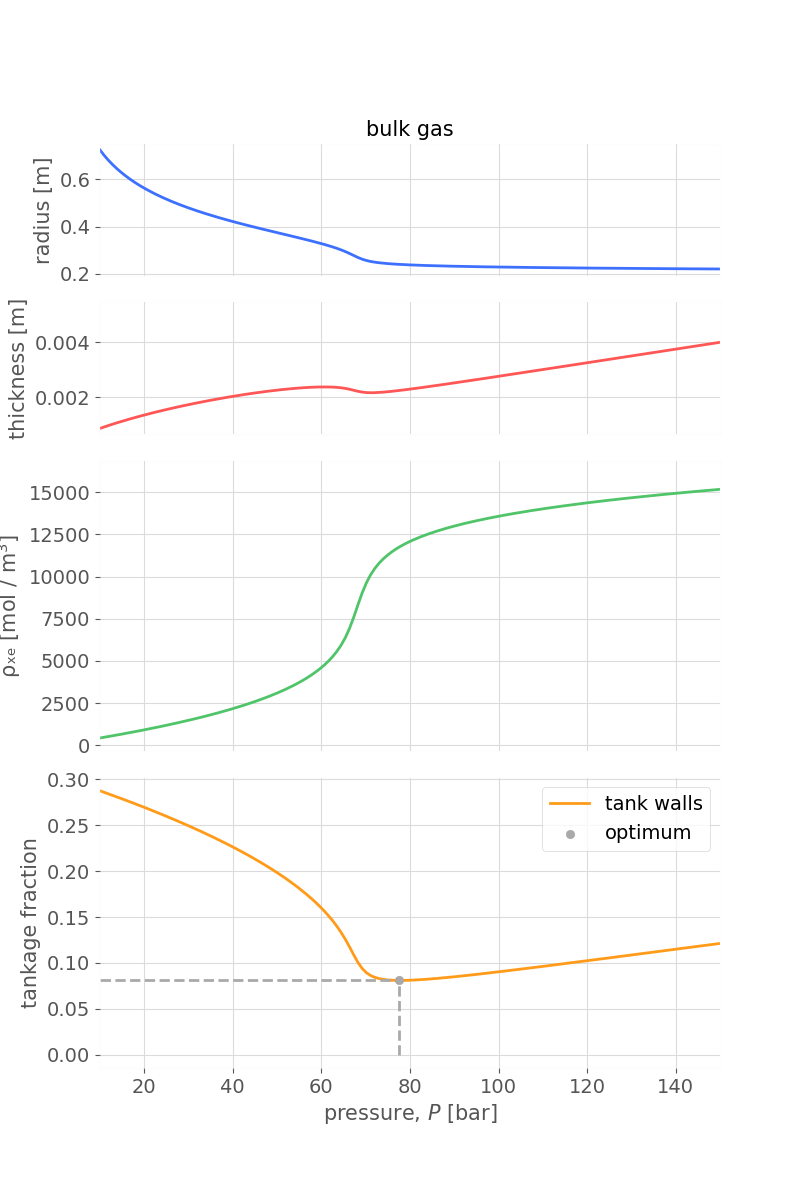 bulk gas
radius [m]
0.6
0.4
0.2
thickness [m]
0.004
0.002
ρₓₑ [mol / m³]
15000
12500
10000
7500
5000
2500
0
tankage fraction
0.30
0.25
0.20
0.15
0.10
0.05
0.00
tank walls
optimum
20 40 60 80 100 120 140
pressure, P [bar]